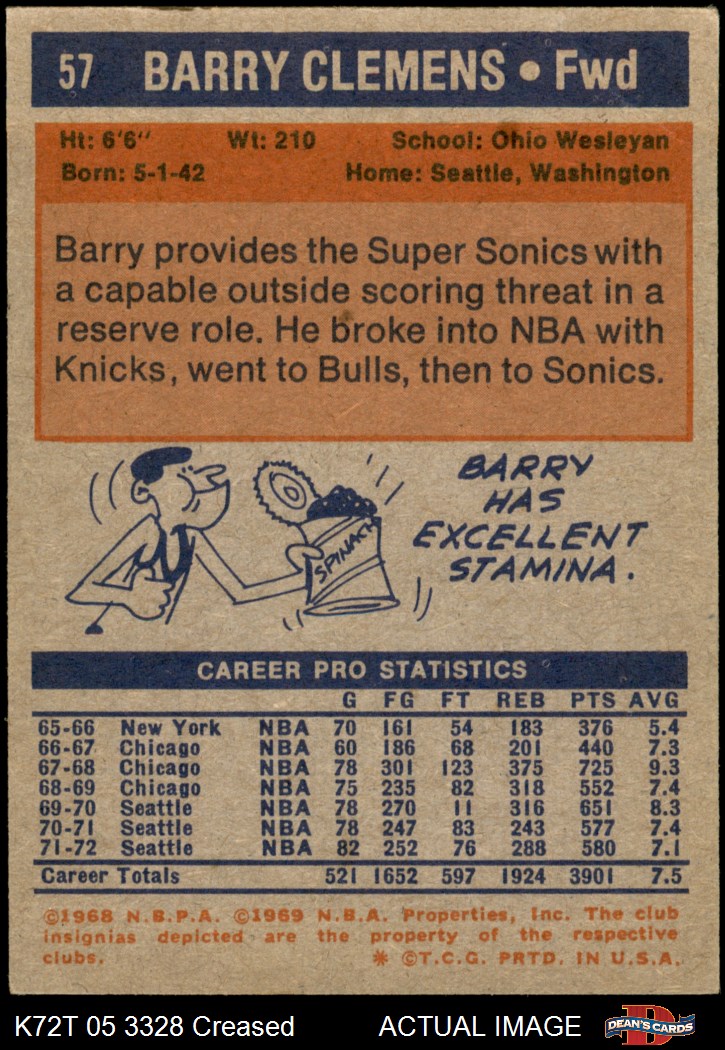 57 BARRY CLEMENS • Fwd
Ht: 6'6" Wt: 210 School: Ohio Wesleyan
Born: 5-1-42 Home: Seattle, Washington
Barry provides the Super Sonics with
a capable outside scoring threat in a
reserve role. He broke into NBA with
Knicks, went to Bulls, then to Sonics.
SPINACH
BARRY
HAS
EXCELLENT
STAMINA.
CAREER PRO STATISTICS
G FG FT REB PTS AVG
65-66 New York NBA 70 161 54 183 376 5.4
66-67 Chicago NBA 60 186 68 201 440 7.3
67-68 Chicago NBA 78 301 123 375 725 9.3
68-69 Chicago NBA 75 235 82 318 552 7.4
69-70 Seattle NBA 78 270 11 316 651 8.3
70-71 Seattle NBA 78 247 83 243 577 7.4
71-72 Seattle NBA 82 252 76 288 580 7.1
Career Totals 521 1652 597 1924 3901 7.5
©1968 N.B.P.A. ©1969 N.B.A. Properties, Inc. The club
insignias depicted are the property of the respective
clubs. * ©T.C.G. PRTD. IN U.S.A.
K72T 05 3328 Creased ACTUAL IMAGE D DEAN'S CARDS